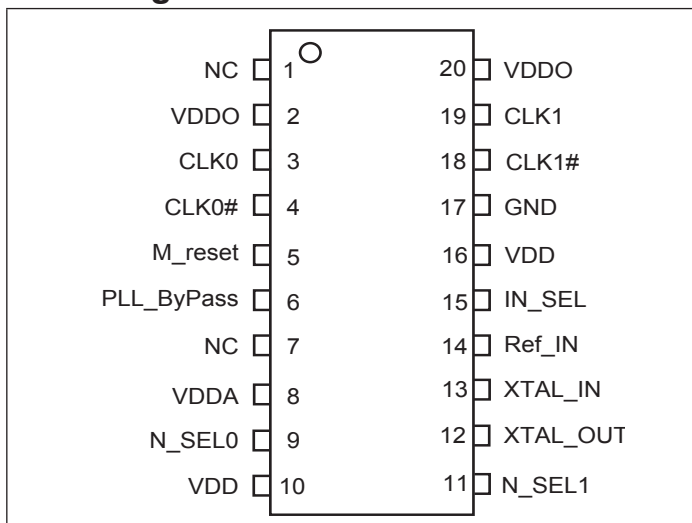 NC 1 20 VDDO
VDDO 2 19 CLK1
CLK0 3 18 CLK1#
CLK0# 4 17 GND
M_reset 5 16 VDD
PLL_ByPass 6 15 IN_SEL
NC 7 14 Ref_IN
VDDA 8 13 XTAL_IN
N_SEL0 9 12 XTAL_OUT
VDD 10 11 N_SEL1